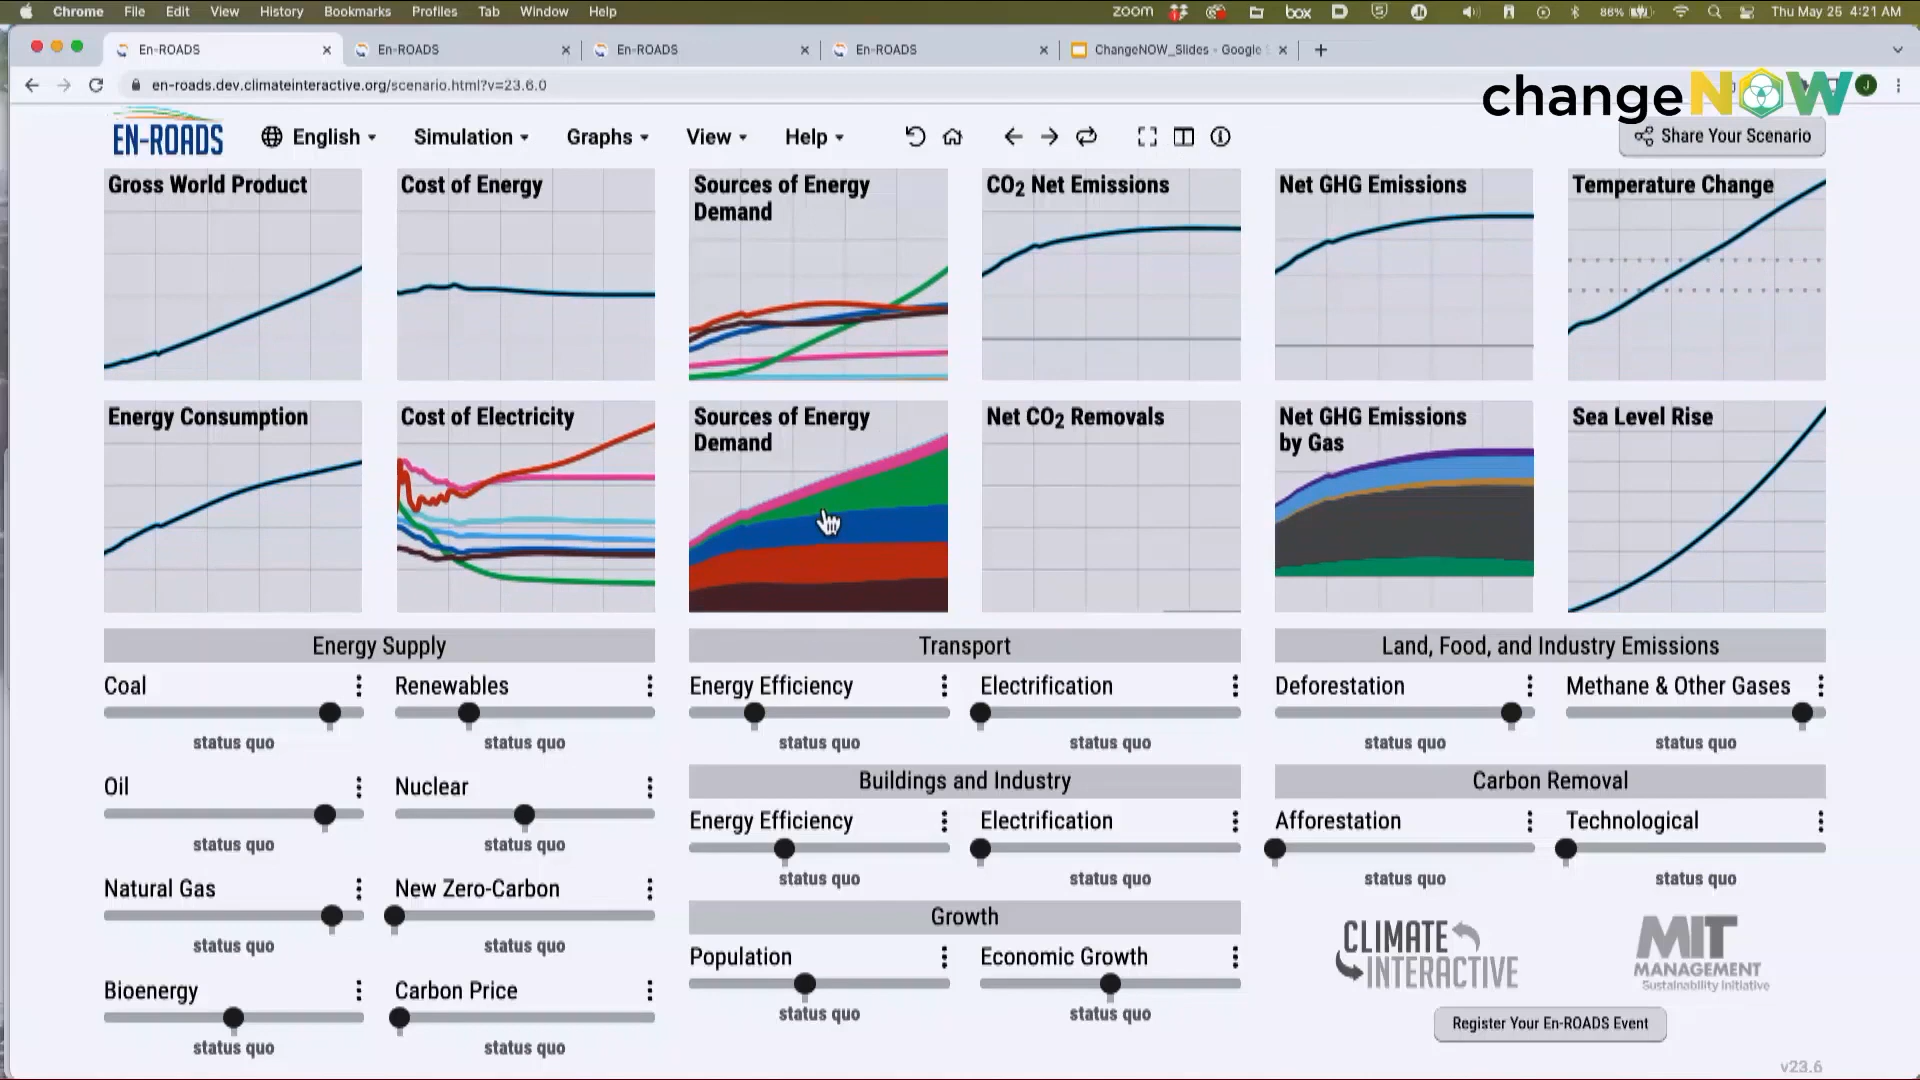 Chrome File Edit View History Bookmarks Profiles Tab Window Help
zoom box 86% Thu May 25 4:21 AM
En-ROADS En-ROADS En-ROADS En-ROADS ChangeNOW_Slides - Google
en-roads.dev.climateinteractive.org/scenario.html?v=23.6.0
changeNOW
EN-ROADS English Simulation Graphs View Help
Share Your Scenario
Gross World Product
Cost of Energy
Sources of Energy
Demand
CO2 Net Emissions
Net GHG Emissions
Temperature Change
Energy Consumption
Cost of Electricity
Sources of Energy
Demand
Net CO2 Removals
Net GHG Emissions
by Gas
Sea Level Rise
Energy Supply
Coal
status quo
Renewables
status quo
Oil
status quo
Nuclear
status quo
Natural Gas
status quo
New Zero-Carbon
status quo
Bioenergy
status quo
Carbon Price
status quo
Transport
Energy Efficiency
status quo
Electrification
status quo
Buildings and Industry
Energy Efficiency
status quo
Electrification
status quo
Growth
Population
status quo
Economic Growth
status quo
Land, Food, and Industry Emissions
Deforestation
status quo
Methane & Other Gases
status quo
Carbon Removal
Afforestation
status quo
Technological
status quo
CLIMATE
INTERACTIVE
MIT
MANAGEMENT
Sustainability Initiative
Register Your En-ROADS Event
v23.6